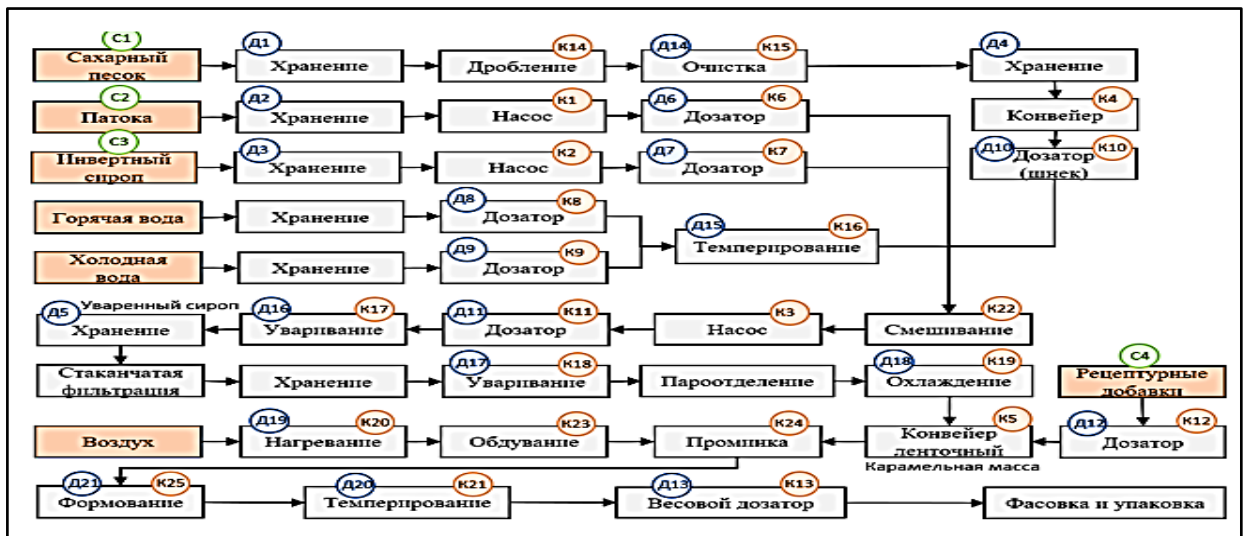 С1 Д1 К14 Д14 К15 Д4
Сахарный песок Хранение Дробление Очистка Хранение
С2 Д2 К1 Д6 К6 К4
Патока Хранение Насос Дозатор Конвейер
С3 Д3 К2 Д7 К7 Д10 К10
Инвертный сироп Хранение Насос Дозатор Дозатор (шнек)
Д8 К8
Горячая вода Хранение Дозатор
Д15 К16
Темперирование
Д9 К9
Холодная вода Хранение Дозатор
Д5 Уваренный сироп Д16 К17 Д11 К11 К3 К22
Хранение Уваривание Дозатор Насос Смешивание
Д17 К18 Д18 К19 С4
Стаканчатая фильтрация Хранение Уваривание Пароотделение Охлаждение Рецептурные добавки
Д19 К20 К23 К24 К5 Д12 К12
Воздух Нагревание Обдувание Проминка Конвейер ленточный Дозатор
Карамельная масса
Д21 К25 Д20 К21 Д13 К13
Формование Темперирование Весовой дозатор Фасовка и упаковка